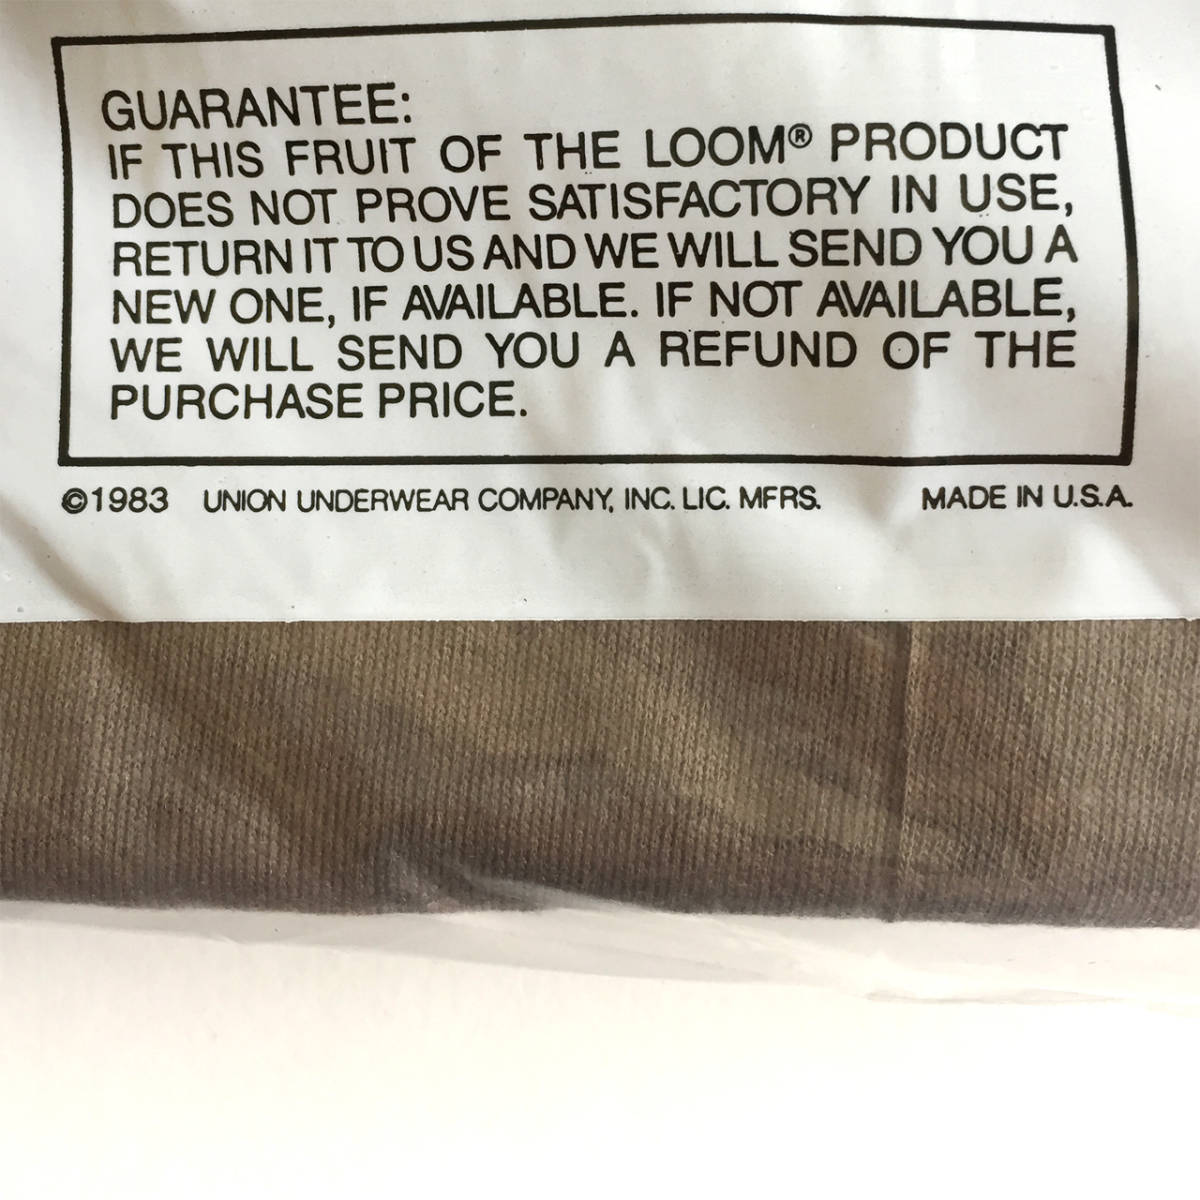 GUARANTEE:
IF THIS FRUIT OF THE LOOM® PRODUCT
DOES NOT PROVE SATISFACTORY IN USE,
RETURN IT TO US AND WE WILL SEND YOU A
NEW ONE, IF AVAILABLE. IF NOT AVAILABLE,
WE WILL SEND YOU A REFUND OF THE
PURCHASE PRICE.
©1983 UNION UNDERWEAR COMPANY, INC. LIC. MFRS. MADE IN U.S.A.